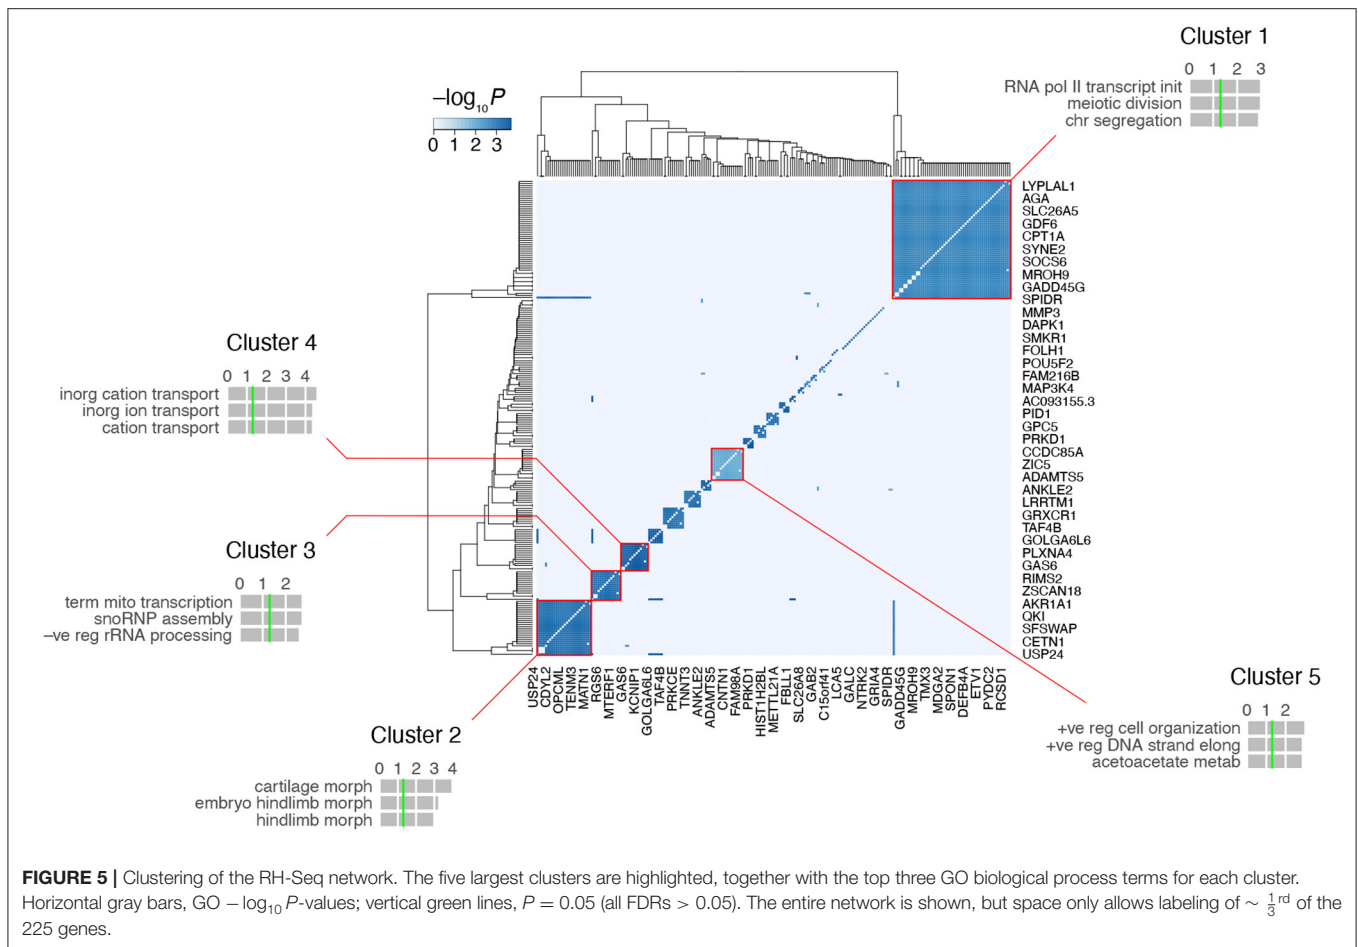 Cluster 1
0 1 2 3
RNA pol II transcript init
meiotic division
chr segregation
−log10 P
0 1 2 3
LYPLAL1
AGA
SLC26A5
GDF6
CPT1A
SYNE2
SOCS6
MROH9
GADD45G
SPIDR
MMP3
DAPK1
SMKR1
FOLH1
POU5F2
FAM216B
MAP3K4
AC093155.3
PID1
GPC5
PRKD1
CCDC85A
ZIC5
ADAMTS5
ANKLE2
LRRTM1
GRXCR1
TAF4B
GOLGA6L6
PLXNA4
GAS6
RIMS2
ZSCAN18
AKR1A1
QKI
SFSWAP
CETN1
USP24
Cluster 4
0 1 2 3 4
inorg cation transport
inorg ion transport
cation transport
Cluster 3
0 1 2
term mito transcription
snoRNP assembly
−ve reg rRNA processing
USP24
CDYL2
OPCML
TENM3
MATN1
RGS6
MTERF1
GAS6
KCNIP1
GOLGA6L6
TAF4B
PRKCE
TNNT3
ANKLE2
ADAMTS5
CNTN1
FAM98A
PRKD1
HIST1H2BL
METTL21A
FBLL1
SLC26A8
GAB2
C15orf41
LCA5
GALC
NTRK2
GRIA4
SPIDR
GADD45G
MROH9
TMX3
MDGA2
SPON1
DEFB4A
ETV1
PYDC2
RCSD1
Cluster 5
0 1 2
+ve reg cell organization
+ve reg DNA strand elong
acetoacetate metab
Cluster 2
0 1 2 3 4
cartilage morph
embryo hindlimb morph
hindlimb morph
FIGURE 5 | Clustering of the RH-Seq network. The five largest clusters are highlighted, together with the top three GO biological process terms for each cluster.
Horizontal gray bars, GO −log10 P-values; vertical green lines, P = 0.05 (all FDRs > 0.05). The entire network is shown, but space only allows labeling of ∼ 1/3rd of the
225 genes.